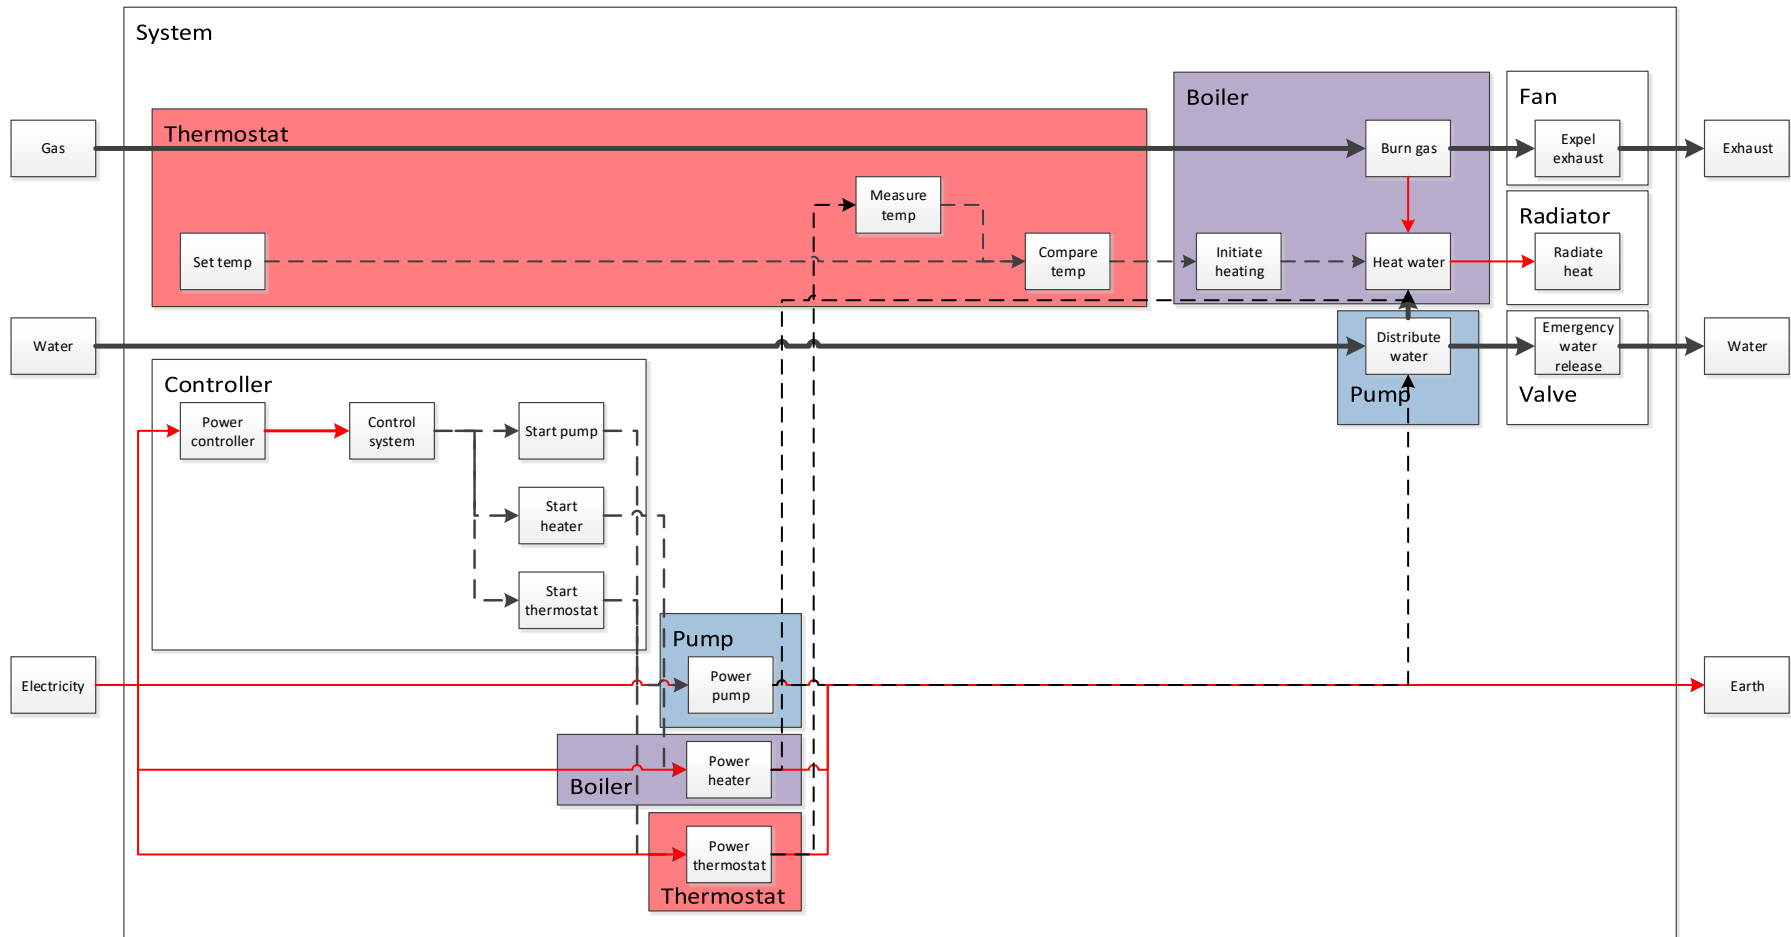 System
Boiler
Fan
Thermostat
Gas
Burn gas
Expel
exhaust
Exhaust
Measure
temp
Radiator
Set temp
Compare
temp
Initiate
heating
Heat water
Radiate
heat
Water
Distribute
water
Emergency
water
release
Water
Pump
Valve
Controller
Power
controller
Control
system
Start pump
Start
heater
Start
thermostat
Pump
Electricity
Power
pump
Earth
Power
heater
Boiler
Power
thermostat
Thermostat